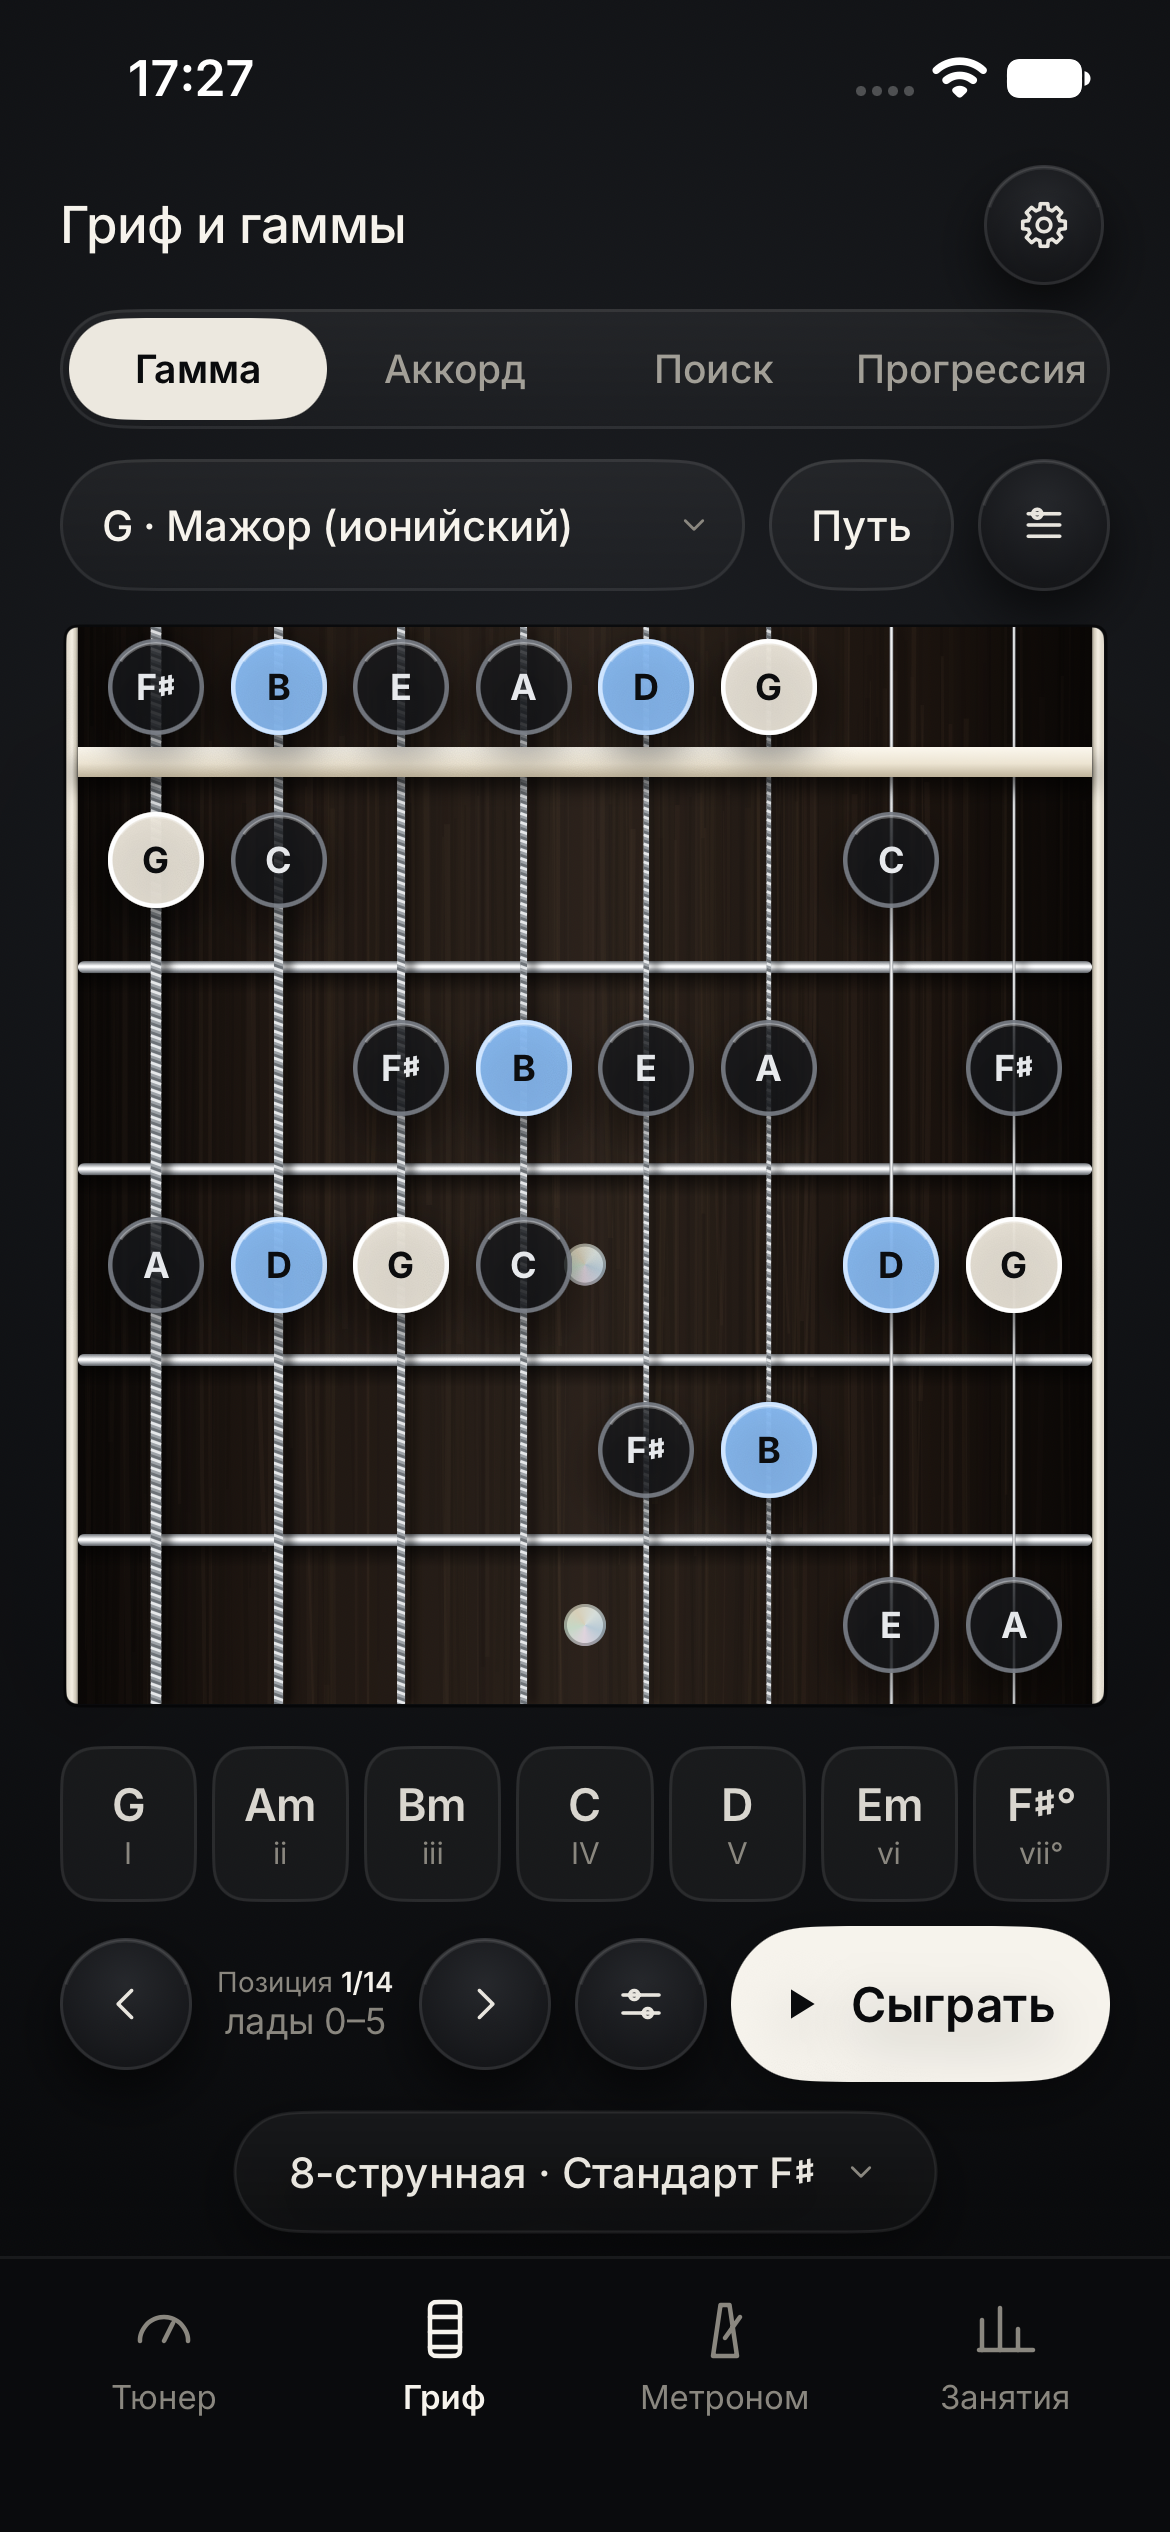 17:27
Гриф и гаммы
Гамма Аккорд Поиск Прогрессия
G · Мажор (ионийский) Путь
F♯ B E A D G
G C C
F♯ B E A F♯
A D G C D G
F♯ B
E A
G Am Bm C D Em F♯°
I ii iii IV V vi vii°
Позиция 1/14
лады 0–5
Сыграть
8-струнная · Стандарт F♯
Тюнер Гриф Метроном Занятия